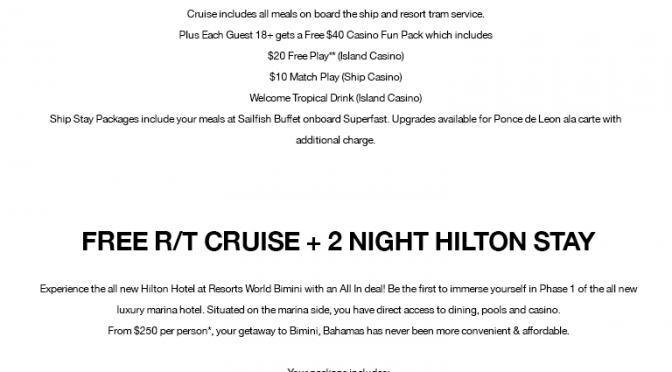 Cruise includes all meals on board the ship and resort tram service.
Plus Each Guest 18+ gets a Free $40 Casino Fun Pack which includes
$20 Free Play** (Island Casino)
$10 Match Play (Ship Casino)
Welcome Tropical Drink (Island Casino)
Ship Stay Packages include your meals at Sailfish Buffet onboard Superfast. Upgrades available for Ponce de Leon ala carte with
additional charge.
FREE R/T CRUISE + 2 NIGHT HILTON STAY
Experience the all new Hilton Hotel at Resorts World Bimini with an All In deal! Be the first to immerse yourself in Phase 1 of the all new
luxury marina hotel. Situated on the marina side, you have direct access to dining, pools and casino.
From $250 per person*, your getaway to Bimini, Bahamas has never been more convenient & affordable.
Your package includes: